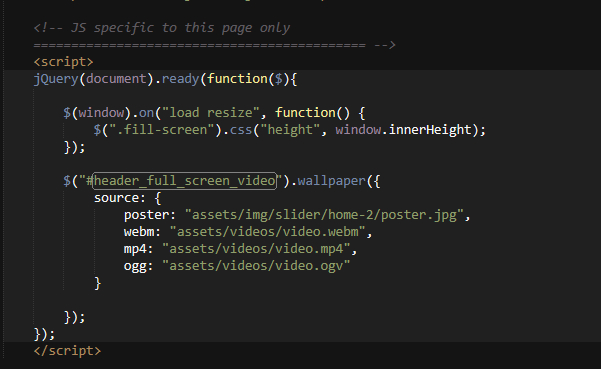 <!-- JS specific to this page only
============================================ -->
<script>
jQuery(document).ready(function($){
$(window).on("load resize", function() {
$(".fill-screen").css("height", window.innerHeight);
});
$("#header_full_screen_video").wallpaper({
source: {
poster: "assets/img/slider/home-2/poster.jpg",
webm: "assets/videos/video.webm",
mp4: "assets/videos/video.mp4",
ogg: "assets/videos/video.ogv"
}
});
});
</script>